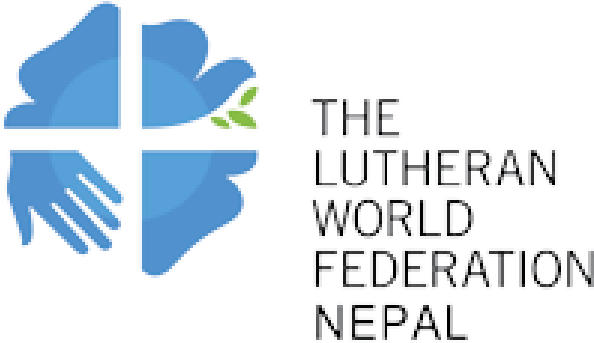 THE
LUTHERAN
WORLD
FEDERATION
NEPAL